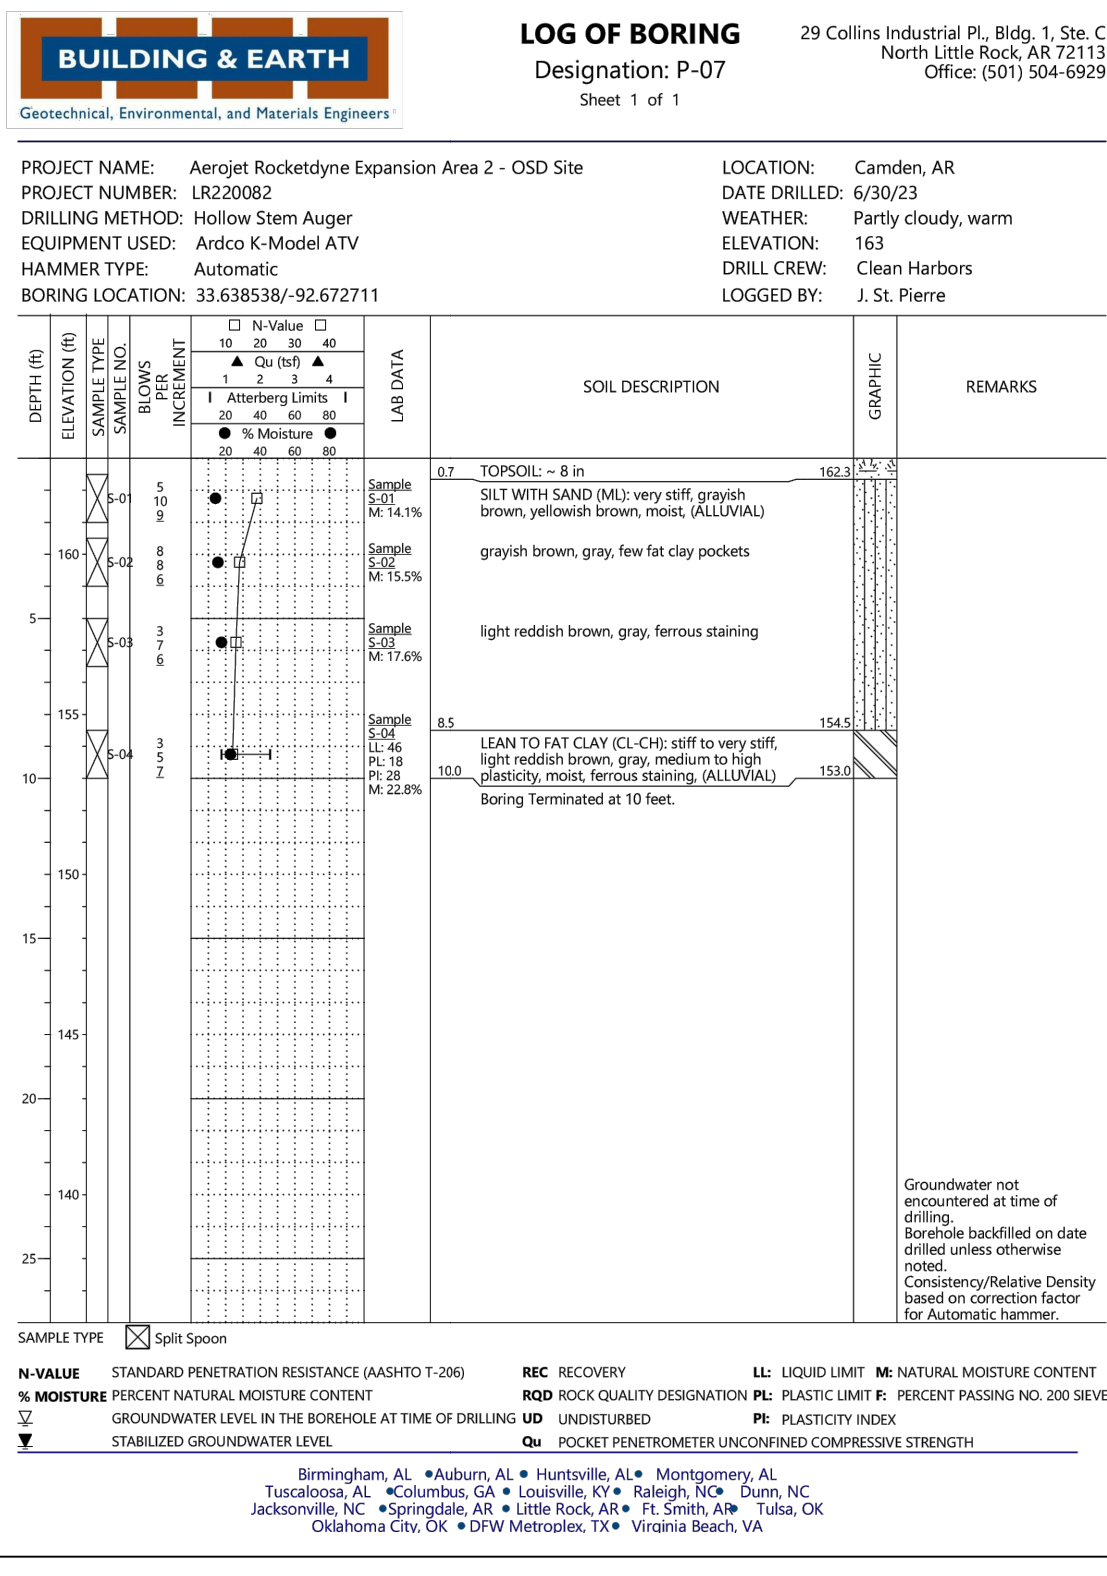 BUILDING & EARTH
Geotechnical, Environmental, and Materials Engineers
LOG OF BORING
Designation: P-07
Sheet 1 of 1
29 Collins Industrial Pl., Bldg. 1, Ste. C
North Little Rock, AR 72113
Office: (501) 504-6929
PROJECT NAME: Aerojet Rocketdyne Expansion Area 2 - OSD Site
PROJECT NUMBER: LR220082
DRILLING METHOD: Hollow Stem Auger
EQUIPMENT USED: Ardco K-Model ATV
HAMMER TYPE: Automatic
BORING LOCATION: 33.638538/-92.672711
LOCATION: Camden, AR
DATE DRILLED: 6/30/23
WEATHER: Partly cloudy, warm
ELEVATION: 163
DRILL CREW: Clean Harbors
LOGGED BY: J. St. Pierre
DEPTH (ft)
ELEVATION (ft)
SAMPLE TYPE
SAMPLE NO.
BLOWS
PER
INCREMENT
N-Value
10 20 30 40
Qu (tsf)
1 2 3 4
Atterberg Limits
20 40 60 80
% Moisture
20 40 60 80
LAB DATA
SOIL DESCRIPTION
GRAPHIC
REMARKS
S-01
5
10
9
Sample
S-01
M: 14.1%
0.7 TOPSOIL: ~ 8 in 162.3
SILT WITH SAND (ML): very stiff, grayish
brown, yellowish brown, moist, (ALLUVIAL)
160
S-02
8
8
6
Sample
S-02
M: 15.5%
grayish brown, gray, few fat clay pockets
5
S-03
3
7
6
Sample
S-03
M: 17.6%
light reddish brown, gray, ferrous staining
155
8.5 154.5
S-04
3
5
7
Sample
S-04
LL: 46
PL: 18
PI: 28
M: 22.8%
LEAN TO FAT CLAY (CL-CH): stiff to very stiff,
light reddish brown, gray, medium to high
plasticity, moist, ferrous staining, (ALLUVIAL)
10
10.0 153.0
Boring Terminated at 10 feet.
150
15
145
20
140
25
Groundwater not
encountered at time of
drilling.
Borehole backfilled on date
drilled unless otherwise
noted.
Consistency/Relative Density
based on correction factor
for Automatic hammer.
SAMPLE TYPE Split Spoon
N-VALUE STANDARD PENETRATION RESISTANCE (AASHTO T-206)
% MOISTURE PERCENT NATURAL MOISTURE CONTENT
GROUNDWATER LEVEL IN THE BOREHOLE AT TIME OF DRILLING
STABILIZED GROUNDWATER LEVEL
REC RECOVERY
RQD ROCK QUALITY DESIGNATION
UD UNDISTURBED
Qu POCKET PENETROMETER UNCONFINED COMPRESSIVE STRENGTH
LL: LIQUID LIMIT M: NATURAL MOISTURE CONTENT
PL: PLASTIC LIMIT F: PERCENT PASSING NO. 200 SIEVE
PI: PLASTICITY INDEX
Birmingham, AL ●Auburn, AL ● Huntsville, AL● Montgomery, AL
Tuscaloosa, AL ●Columbus, GA ● Louisville, KY● Raleigh, NC● Dunn, NC
Jacksonville, NC ●Springdale, AR ● Little Rock, AR● Ft. Smith, AR● Tulsa, OK
Oklahoma City, OK ●DFW Metroplex, TX● Virginia Beach, VA